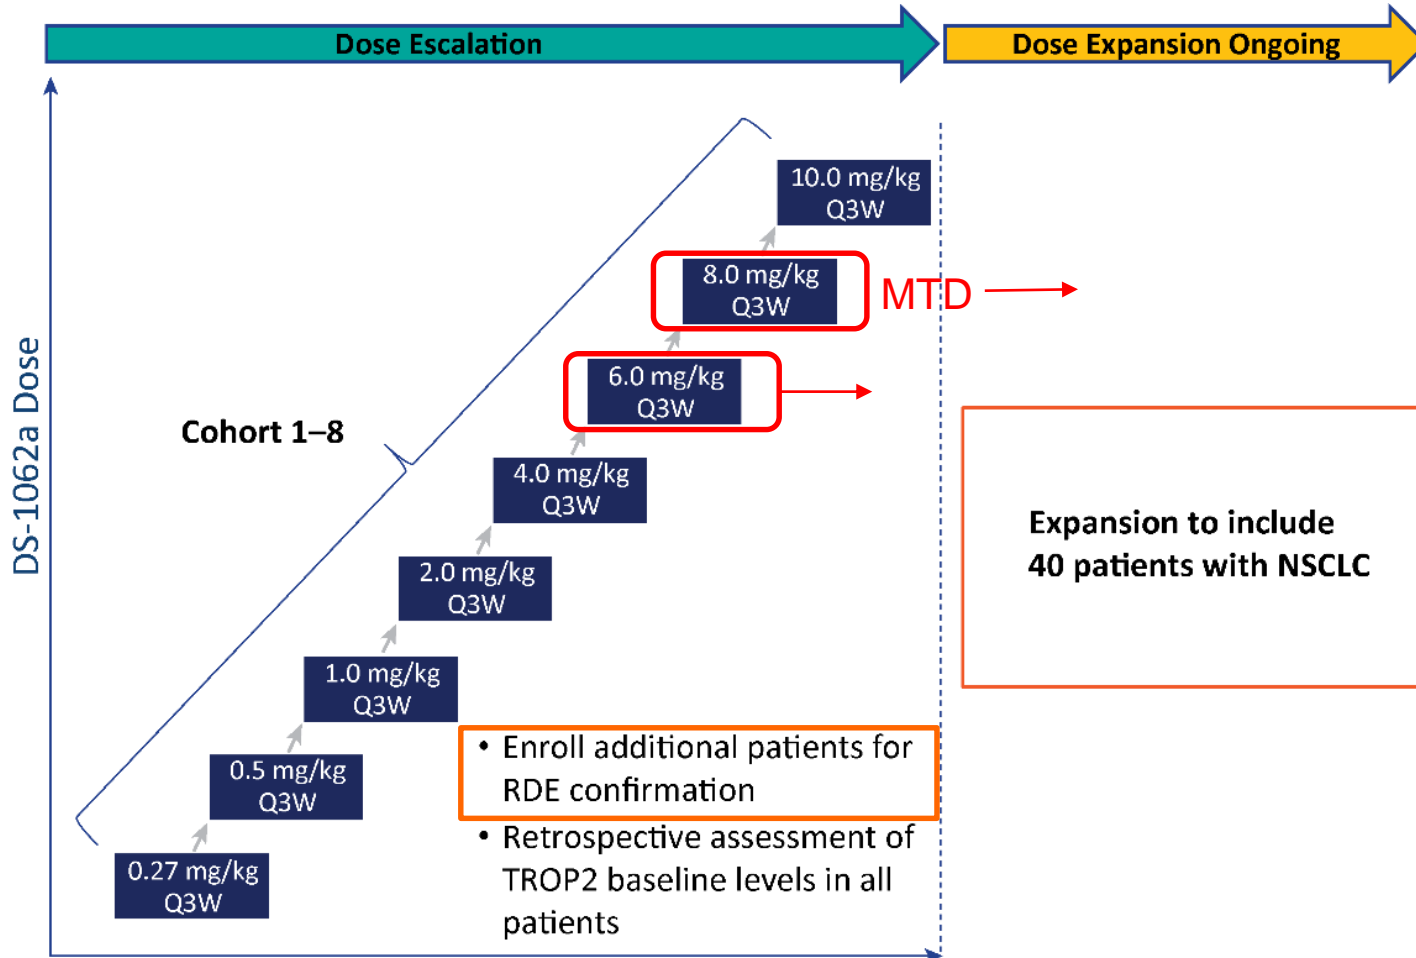 Dose Escalation
Dose Expansion Ongoing
DS-1062a Dose
Cohort 1–8
10.0 mg/kg
Q3W
8.0 mg/kg
Q3W
MTD
6.0 mg/kg
Q3W
4.0 mg/kg
Q3W
2.0 mg/kg
Q3W
1.0 mg/kg
Q3W
0.5 mg/kg
Q3W
0.27 mg/kg
Q3W
• Enroll additional patients for
RDE confirmation
• Retrospective assessment of
TROP2 baseline levels in all
patients
Expansion to include
40 patients with NSCLC